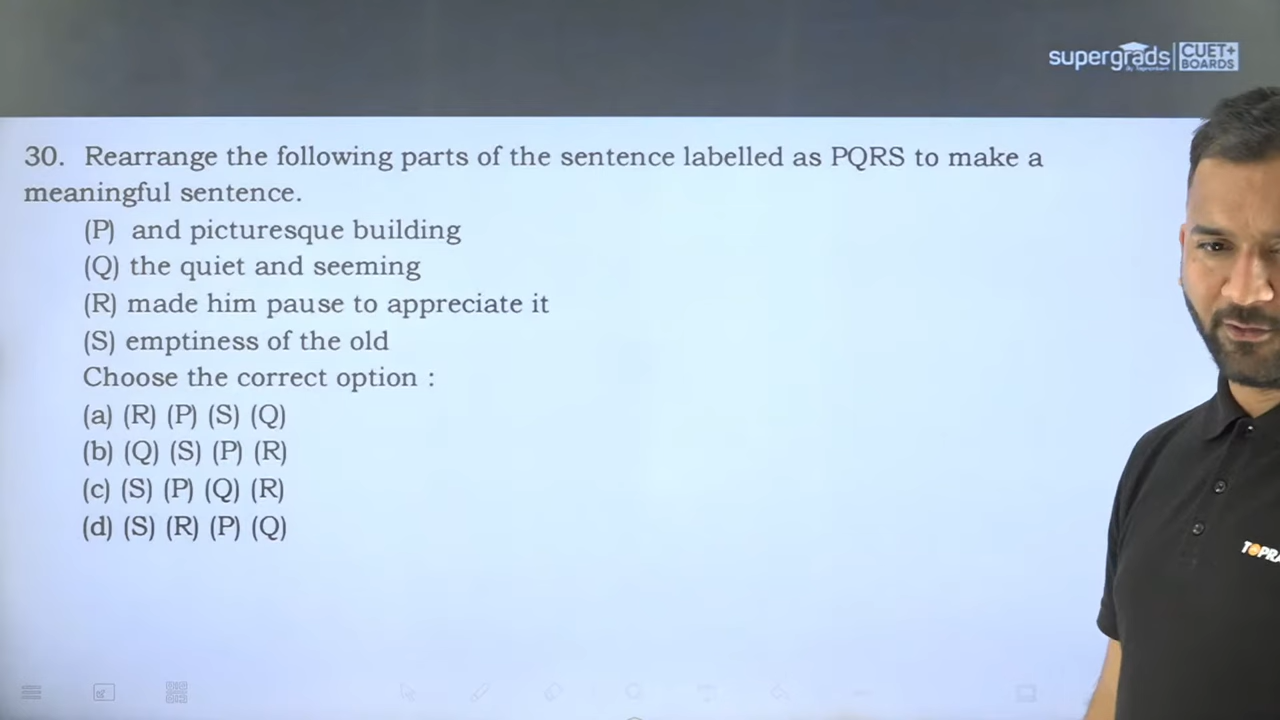 supergrads CUET+
BOARDS
30. Rearrange the following parts of the sentence labelled as PQRS to make a
meaningful sentence.
(P) and picturesque building
(Q) the quiet and seeming
(R) made him pause to appreciate it
(S) emptiness of the old
Choose the correct option :
(a) (R) (P) (S) (Q)
(b) (Q) (S) (P) (R)
(c) (S) (P) (Q) (R)
(d) (S) (R) (P) (Q)